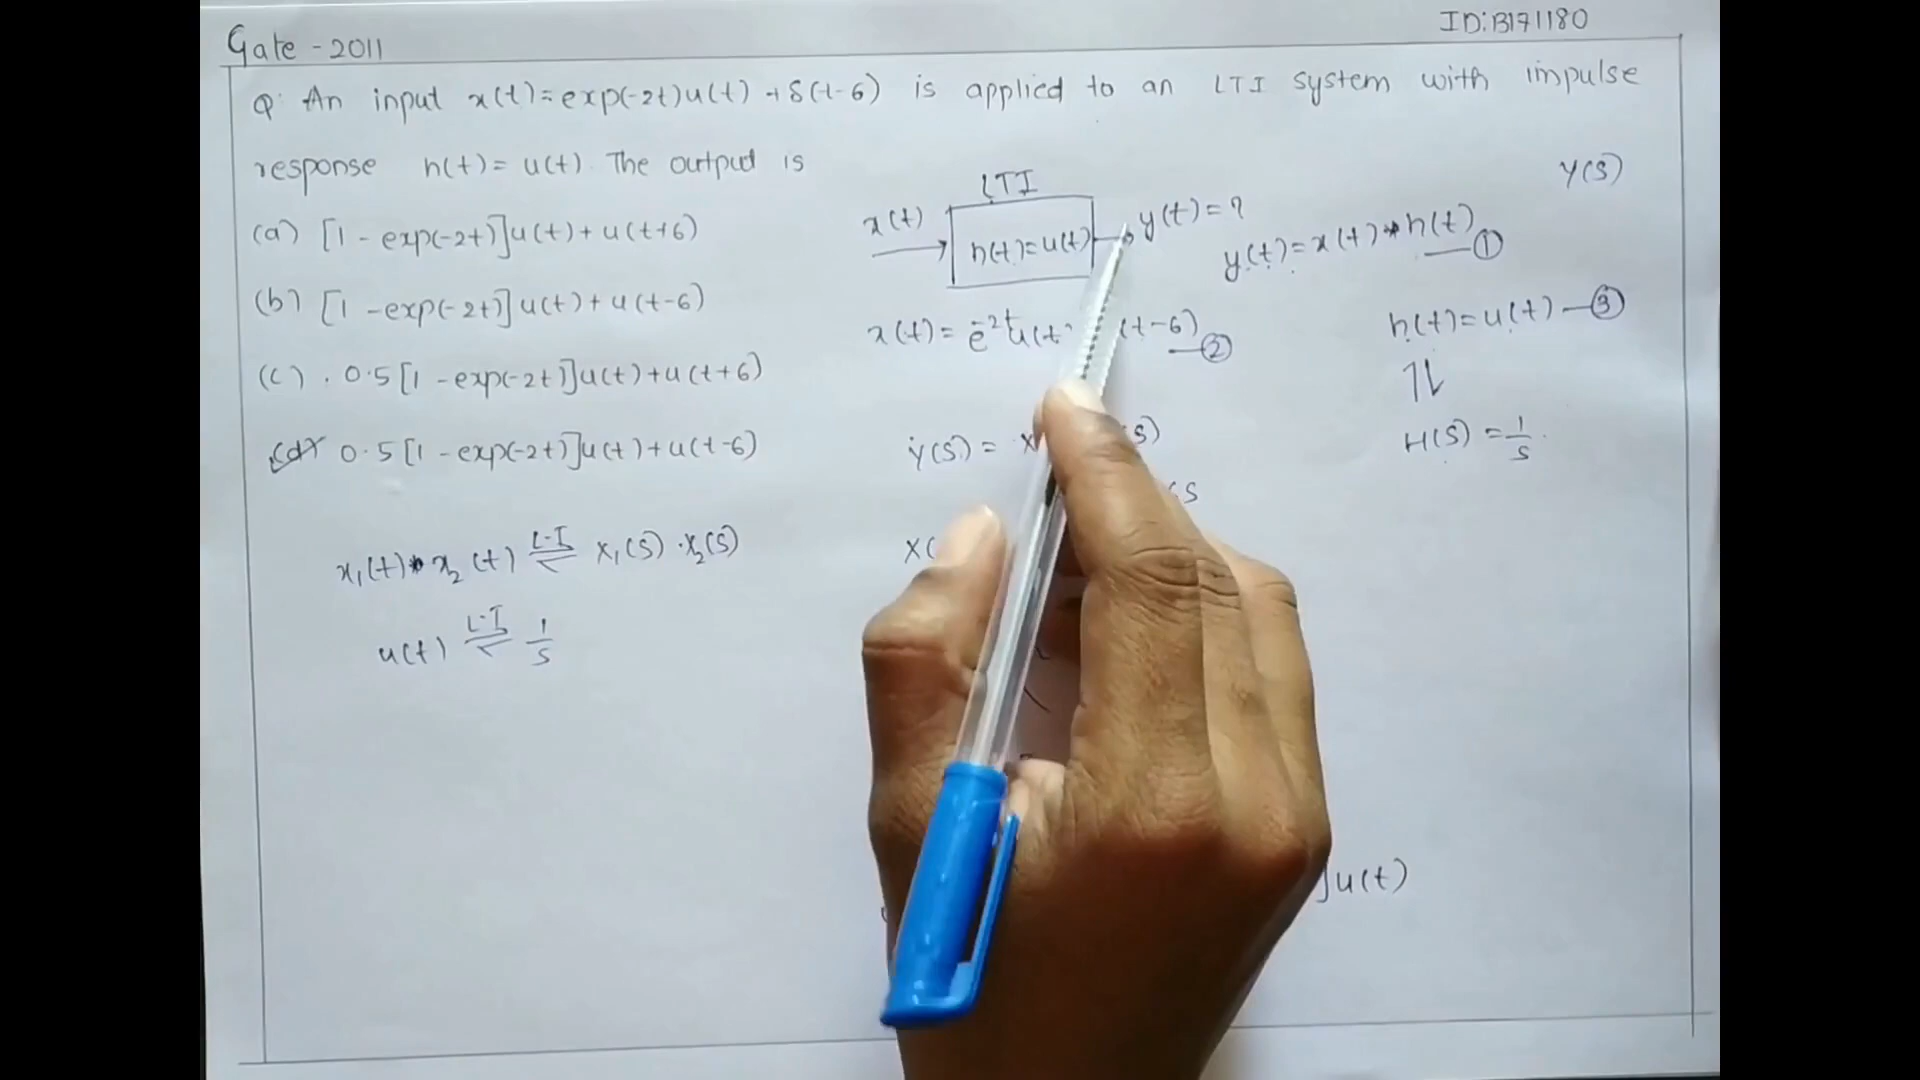 Gate - 2011
ID:B171180
Q. An input x(t)=exp(-2t)u(t)+δ(t-6) is applied to an LTI system with impulse
response h(t)= u(t). The output is
(a) [1 - exp(-2t)]u(t)+u(t+6)
(b) [1 -exp(-2t)]u(t)+u(t-6)
(c) . 0.5[1 -exp(-2t)]u(t)+u(t+6)
(d) 0.5[1 -exp(-2t)]u(t)+u(t-6)
x₁(t)*x₂(t) ⇌ x₁(s).x₂(s)
u(t) ⇌ 1/s
LTI
x(t)
h(t)=u(t)
y(t)=?
y(t)=x(t)*h(t) —①
x(t)= e^-2t u(t (t-6) —②
Y(s)= x (s)
s
X(
Y(s)
h(t)=u(t) —③
H(s)=1/s.
]u(t)